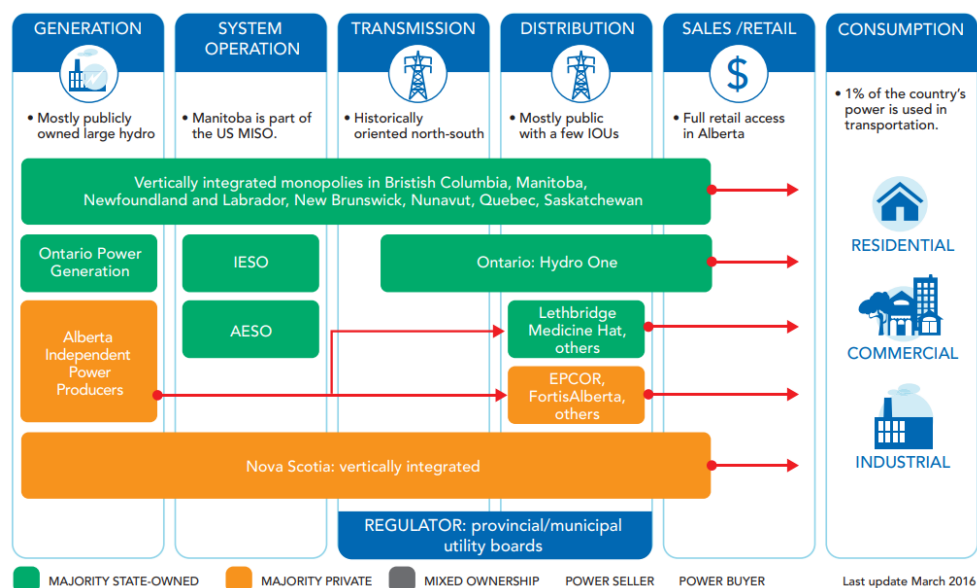 GENERATION
SYSTEM
OPERATION
TRANSMISSION
DISTRIBUTION
SALES /RETAIL
CONSUMPTION
$
• Mostly publicly
owned large hydro
• Manitoba is part of
the US MISO.
• Historically
oriented north-south
• Mostly public
with a few IOUs
• Full retail access
in Alberta
• 1% of the country's
power is used in
transportation.
Vertically integrated monopolies in Bristish Columbia, Manitoba,
Newfoundland and Labrador, New Brunswick, Nunavut, Quebec, Saskatchewan
Ontario Power
Generation
IESO
Ontario: Hydro One
RESIDENTIAL
Alberta
Independent
Power
Producers
AESO
Lethbridge
Medicine Hat,
others
COMMERCIAL
EPCOR,
FortisAlberta,
others
Nova Scotia: vertically integrated
INDUSTRIAL
REGULATOR: provincial/municipal
utility boards
MAJORITY STATE-OWNED
MAJORITY PRIVATE
MIXED OWNERSHIP
POWER SELLER
POWER BUYER
Last update March 2016